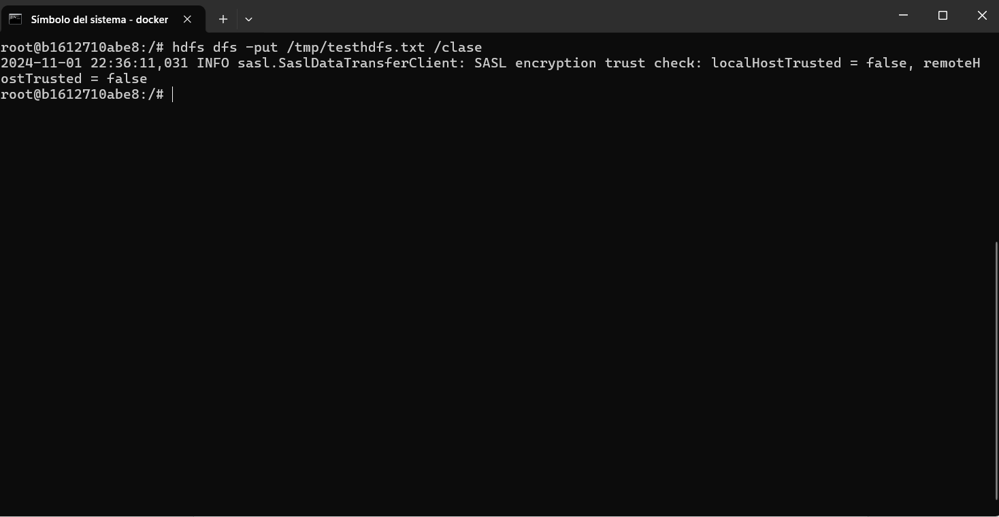 Símbolo del sistema - docker
root@b1612710abe8:/# hdfs dfs -put /tmp/testhdfs.txt /clase
2024-11-01 22:36:11,031 INFO sasl.SaslDataTransferClient: SASL encryption trust check: localHostTrusted = false, remoteH
ostTrusted = false
root@b1612710abe8:/#